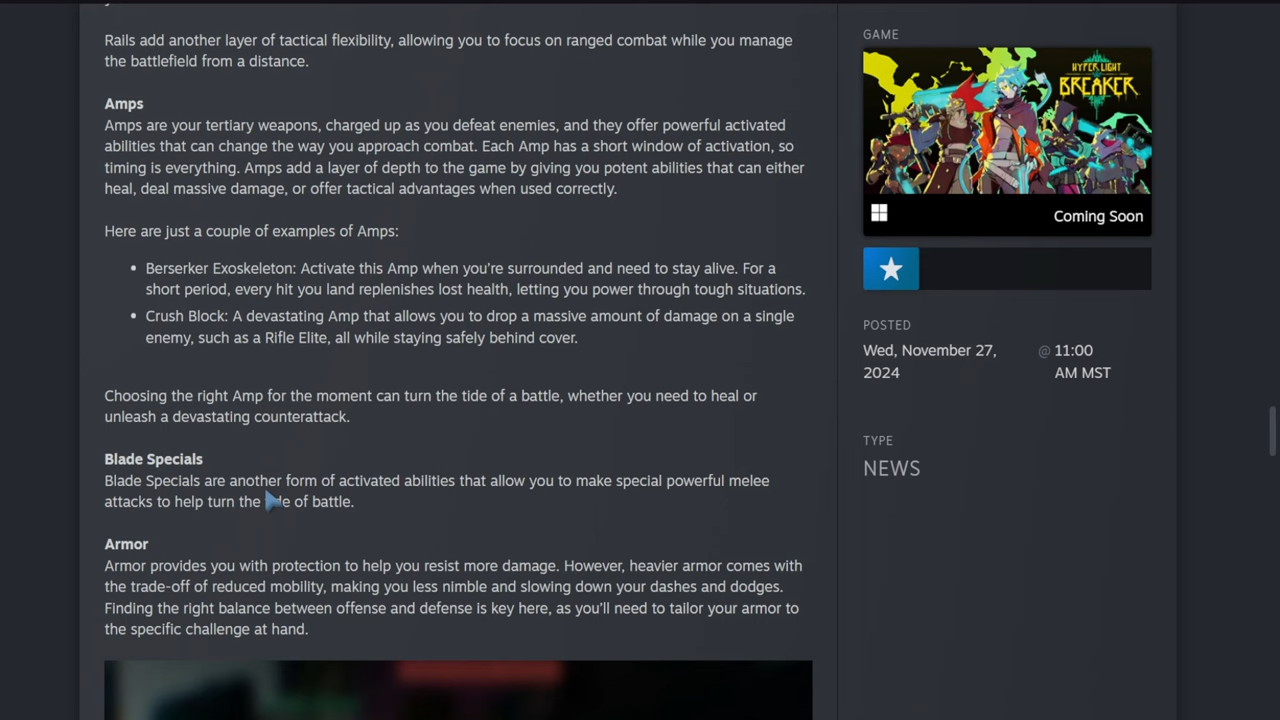 Rails add another layer of tactical flexibility, allowing you to focus on ranged combat while you manage
the battlefield from a distance.
Amps
Amps are your tertiary weapons, charged up as you defeat enemies, and they offer powerful activated
abilities that can change the way you approach combat. Each Amp has a short window of activation, so
timing is everything. Amps add a layer of depth to the game by giving you potent abilities that can either
heal, deal massive damage, or offer tactical advantages when used correctly.
Here are just a couple of examples of Amps:
• Berserker Exoskeleton: Activate this Amp when you're surrounded and need to stay alive. For a
short period, every hit you land replenishes lost health, letting you power through tough situations.
• Crush Block: A devastating Amp that allows you to drop a massive amount of damage on a single
enemy, such as a Rifle Elite, all while staying safely behind cover.
Choosing the right Amp for the moment can turn the tide of a battle, whether you need to heal or
unleash a devastating counterattack.
Blade Specials
Blade Specials are another form of activated abilities that allow you to make special powerful melee
attacks to help turn the of battle.
Armor
Armor provides you with protection to help you resist more damage. However, heavier armor comes with
the trade-off of reduced mobility, making you less nimble and slowing down your dashes and dodges.
Finding the right balance between offense and defense is key here, as you'll need to tailor your armor to
the specific challenge at hand.
GAME
HYPER LIGHT
BREAKER
Coming Soon
POSTED
Wed, November 27, @ 11:00
2024 AM MST
TYPE
NEWS